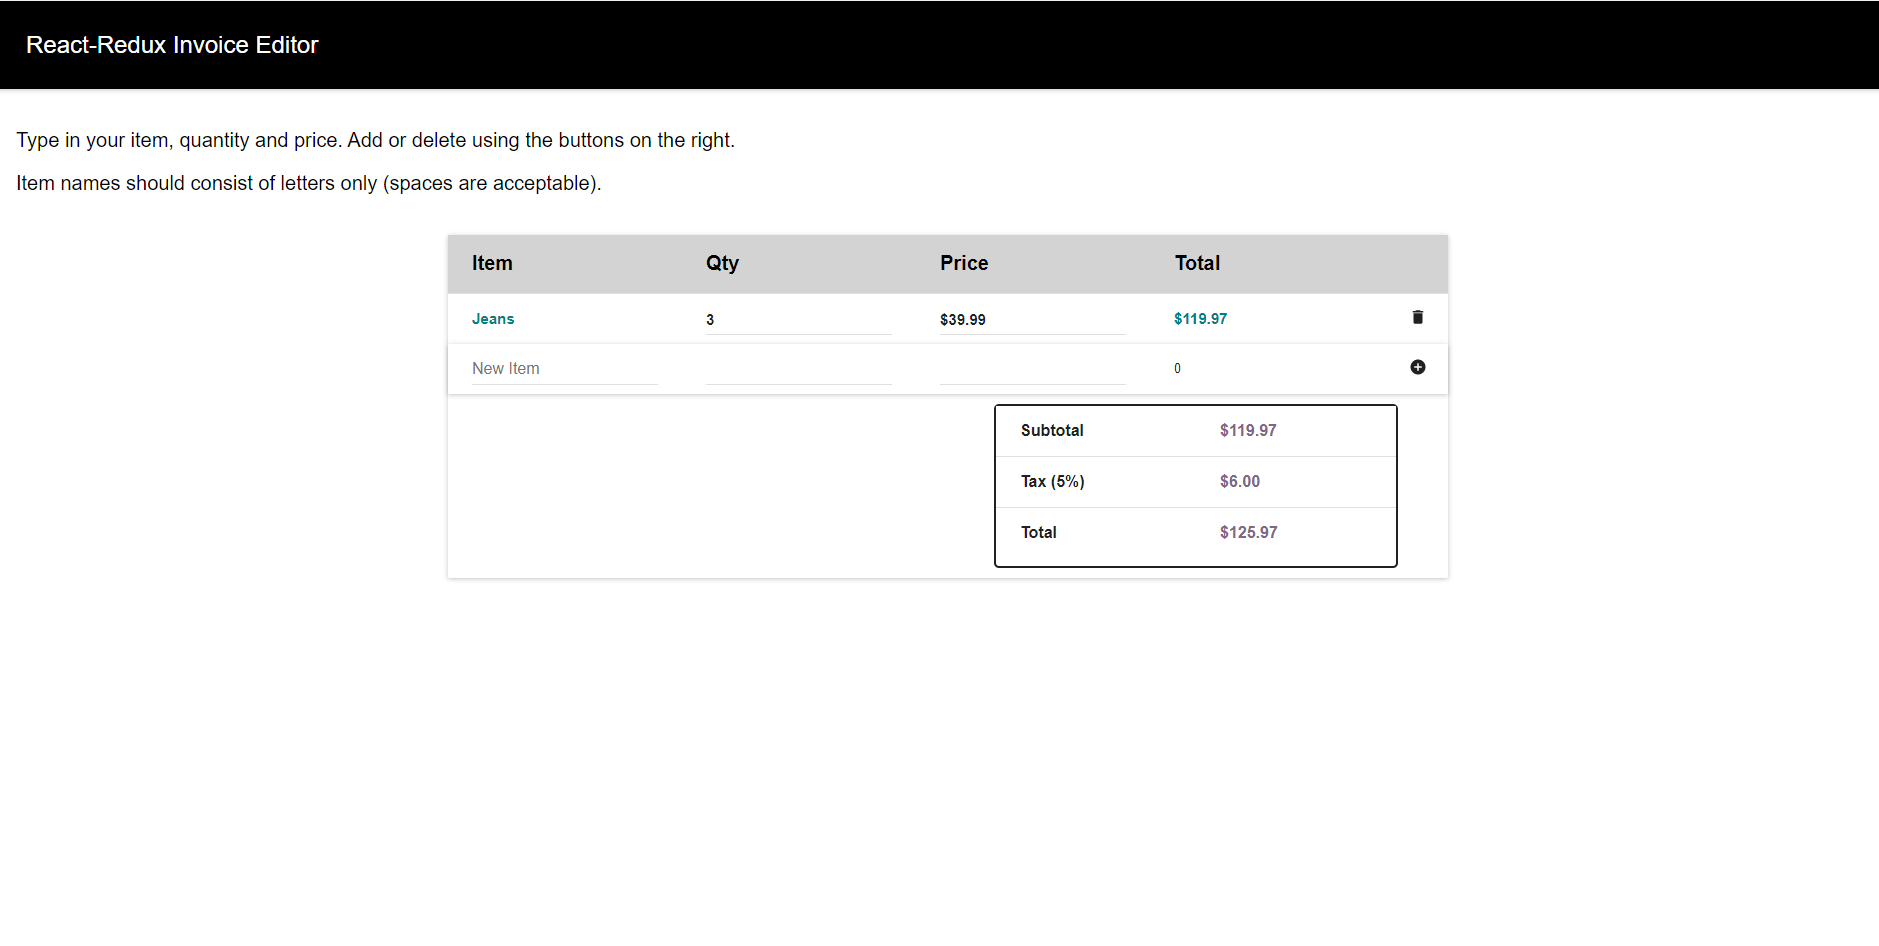 React-Redux Invoice Editor
Type in your item, quantity and price. Add or delete using the buttons on the right.
Item names should consist of letters only (spaces are acceptable).
Item Qty Price Total
Jeans 3 $39.99 $119.97
New Item 0
Subtotal $119.97
Tax (5%) $6.00
Total $125.97